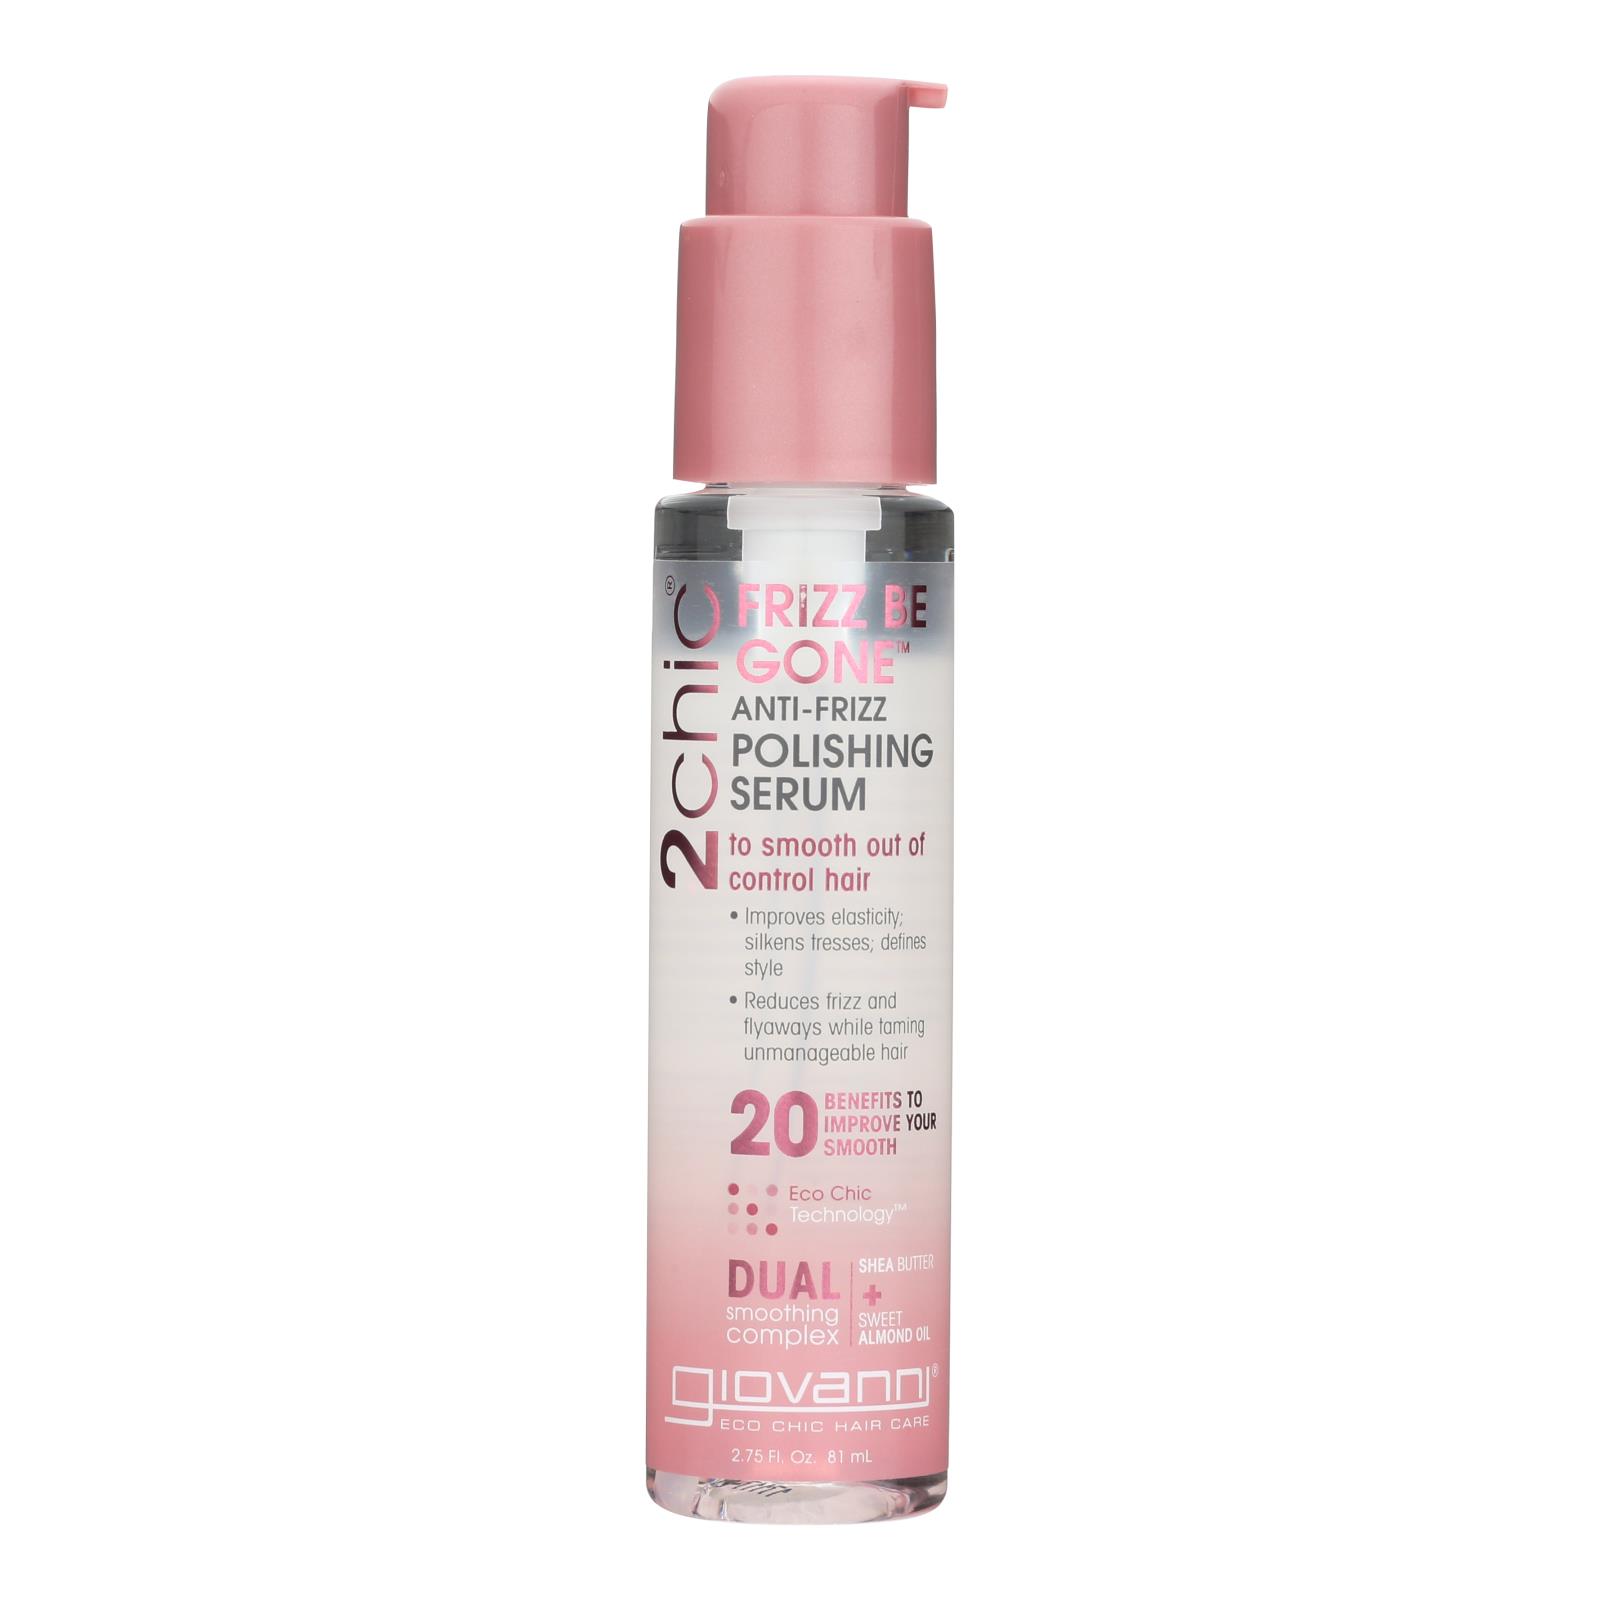 2chic®
FRIZZ BE
GONE™
ANTI-FRIZZ
POLISHING
SERUM
to smooth out of
control hair
• Improves elasticity;
silkens tresses; defines
style
• Reduces frizz and
flyaways while taming
unmanageable hair
20
BENEFITS TO
IMPROVE YOUR
SMOOTH
Eco Chic
Technology™
DUAL
smoothing
complex
SHEA BUTTER
+
SWEET
ALMOND OIL
giovanni®
ECO CHIC HAIR CARE
2.75 Fl. Oz. 81 mL